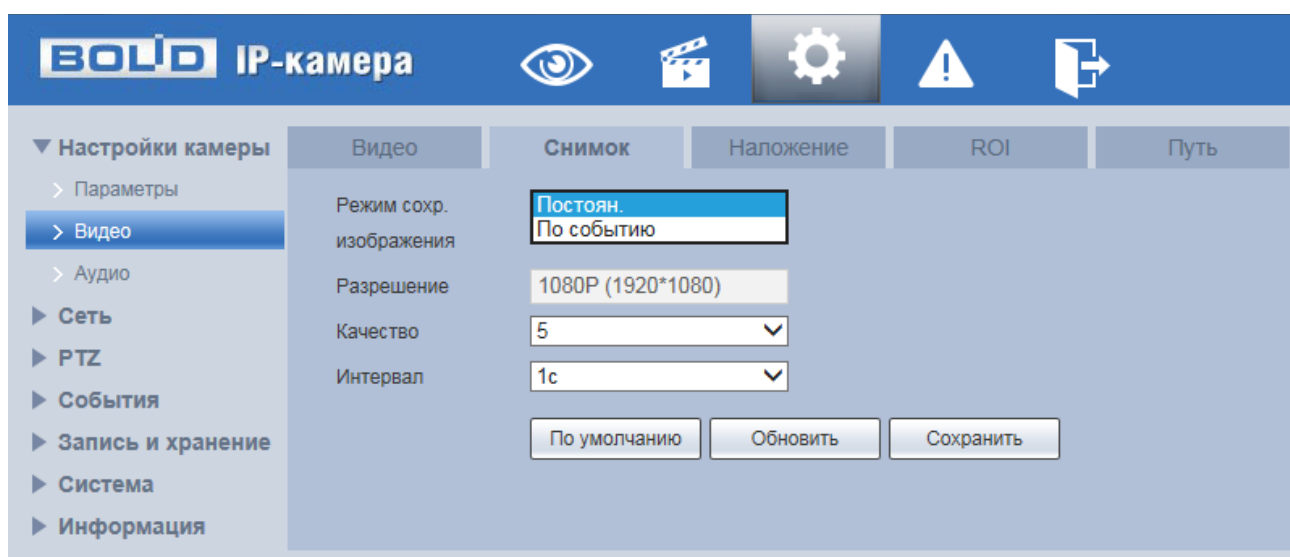 BOLID IP-камера
Настройки камеры
Параметры
Видео
Аудио
Сеть
PTZ
События
Запись и хранение
Система
Информация
Видео
Снимок
Наложение
ROI
Путь
Режим сохр.
изображения
Постоян.
По событию
Разрешение
1080P (1920*1080)
Качество
5
Интервал
1с
По умолчанию
Обновить
Сохранить